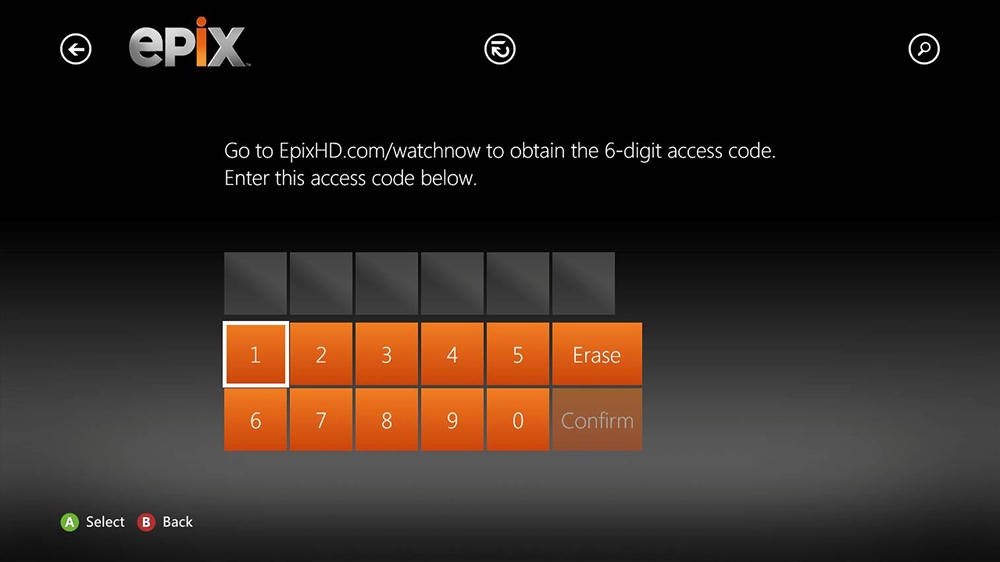 epix
Go to EpixHD.com/watchnow to obtain the 6-digit access code.
Enter this access code below.
1 2 3 4 5 Erase
6 7 8 9 0 Confirm
A Select B Back